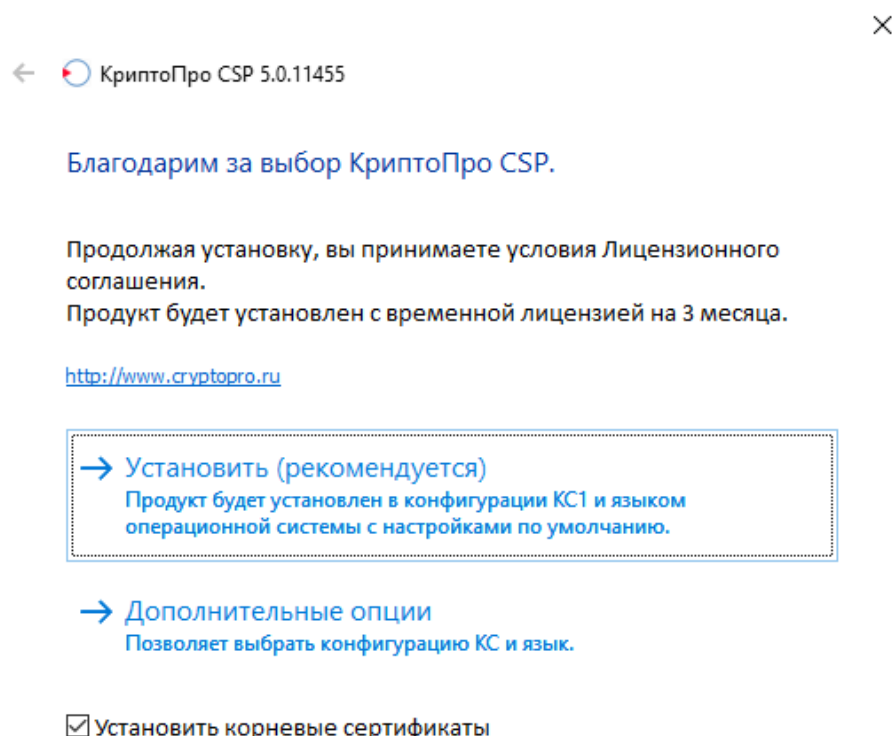 КриптоПро CSP 5.0.11455
Благодарим за выбор КриптоПро CSP.
Продолжая установку, вы принимаете условия Лицензионного
соглашения.
Продукт будет установлен с временной лицензией на 3 месяца.
http://www.cryptopro.ru
Установить (рекомендуется)
Продукт будет установлен в конфигурации КС1 и языком
операционной системы с настройками по умолчанию.
Дополнительные опции
Позволяет выбрать конфигурацию КС и язык.
Установить корневые сертификаты